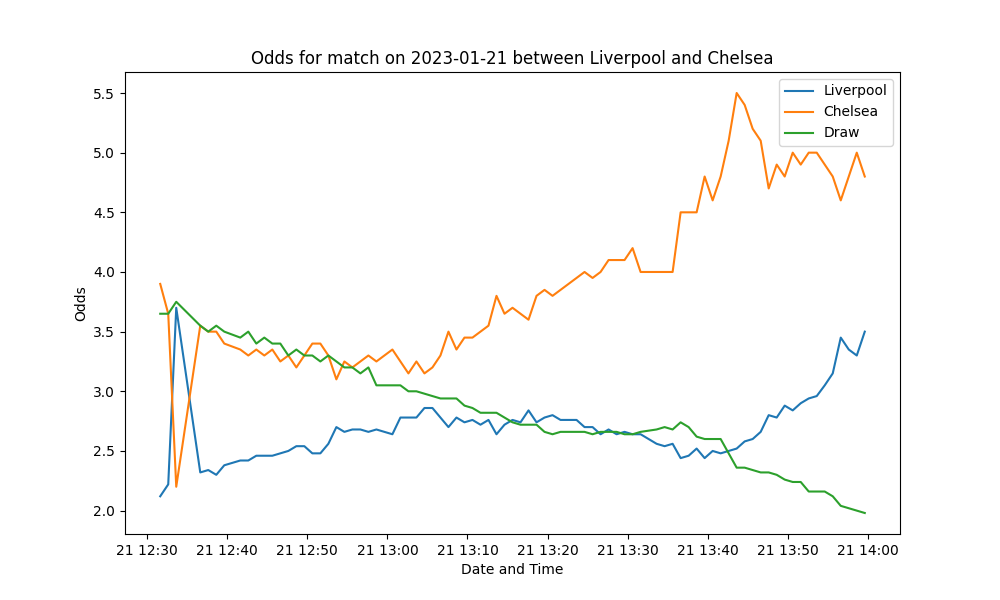 Odds for match on 2023-01-21 between Liverpool and Chelsea
Liverpool
Chelsea
Draw
5.5
5.0
4.5
4.0
3.5
3.0
2.5
2.0
Odds
21 12:30 21 12:40 21 12:50 21 13:00 21 13:10 21 13:20 21 13:30 21 13:40 21 13:50 21 14:00
Date and Time